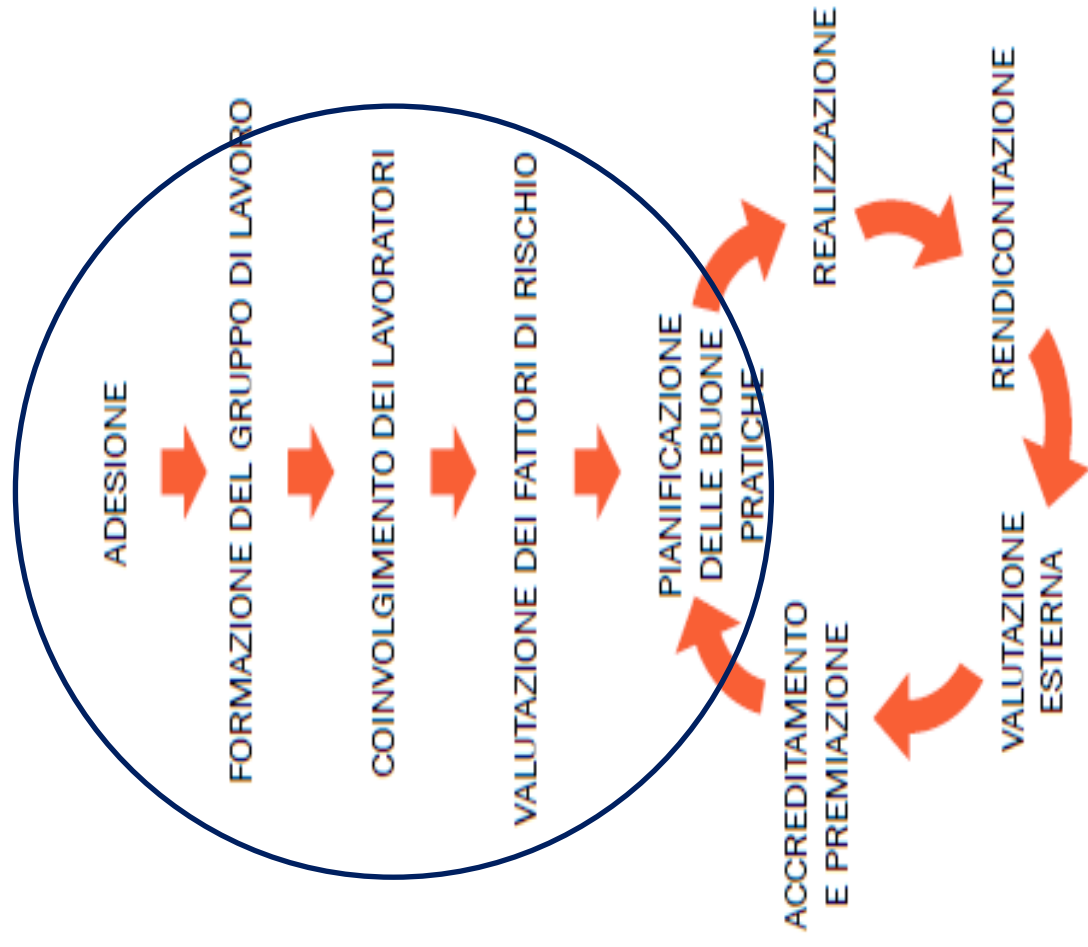 ADESIONE
FORMAZIONE DEL GRUPPO DI LAVORO
COINVOLGIMENTO DEI LAVORATORI
VALUTAZIONE DEI FATTORI DI RISCHIO
PIANIFICAZIONE
DELLE BUONE
PRATICHE
REALIZZAZIONE
RENDICONTAZIONE
VALUTAZIONE
ESTERNA
ACCREDITAMENTO
E PREMIAZIONE